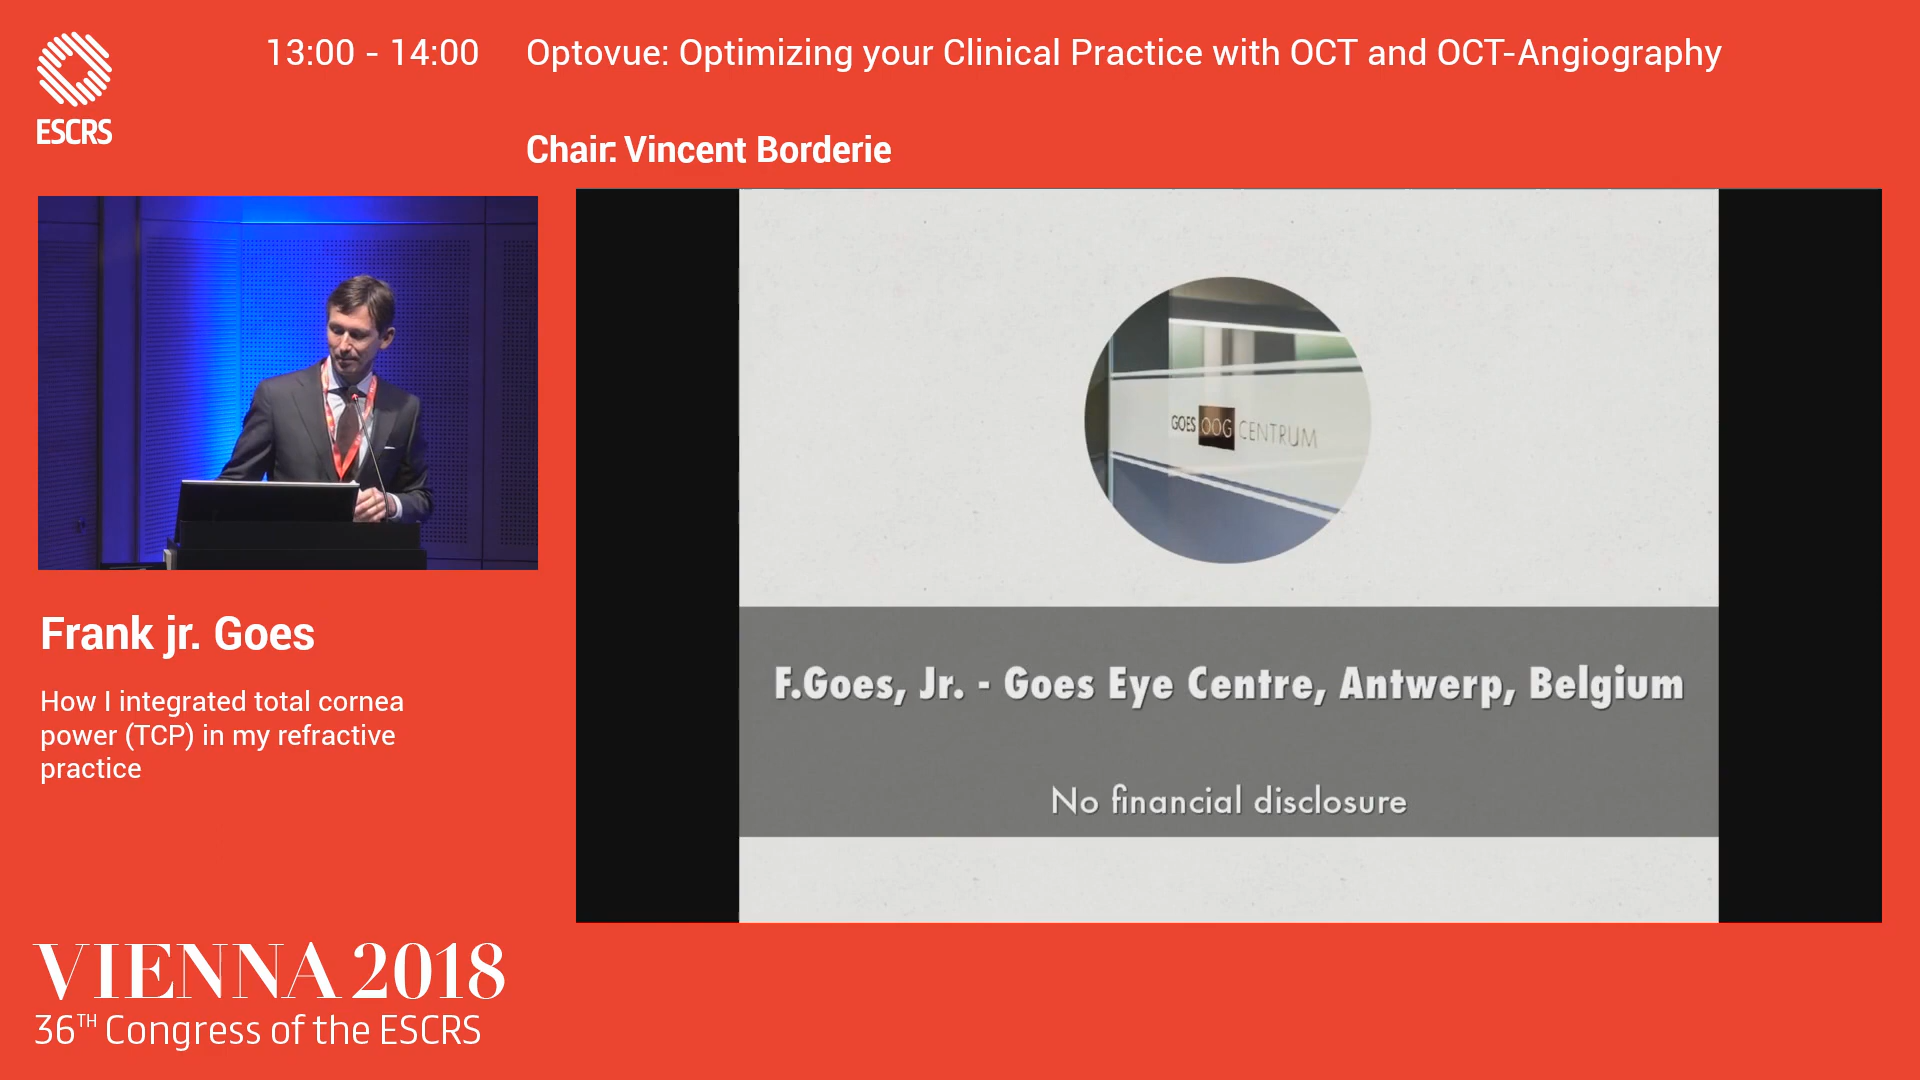 13:00 - 14:00 Optovue: Optimizing your Clinical Practice with OCT and OCT-Angiography
ESCRS
Chair: Vincent Borderie
GOES OOG CENTRUM
Frank jr. Goes
F.Goes, Jr. - Goes Eye Centre, Antwerp, Belgium
How I integrated total cornea
power (TCP) in my refractive
practice
No financial disclosure
VIENNA 2018
36TH Congress of the ESCRS